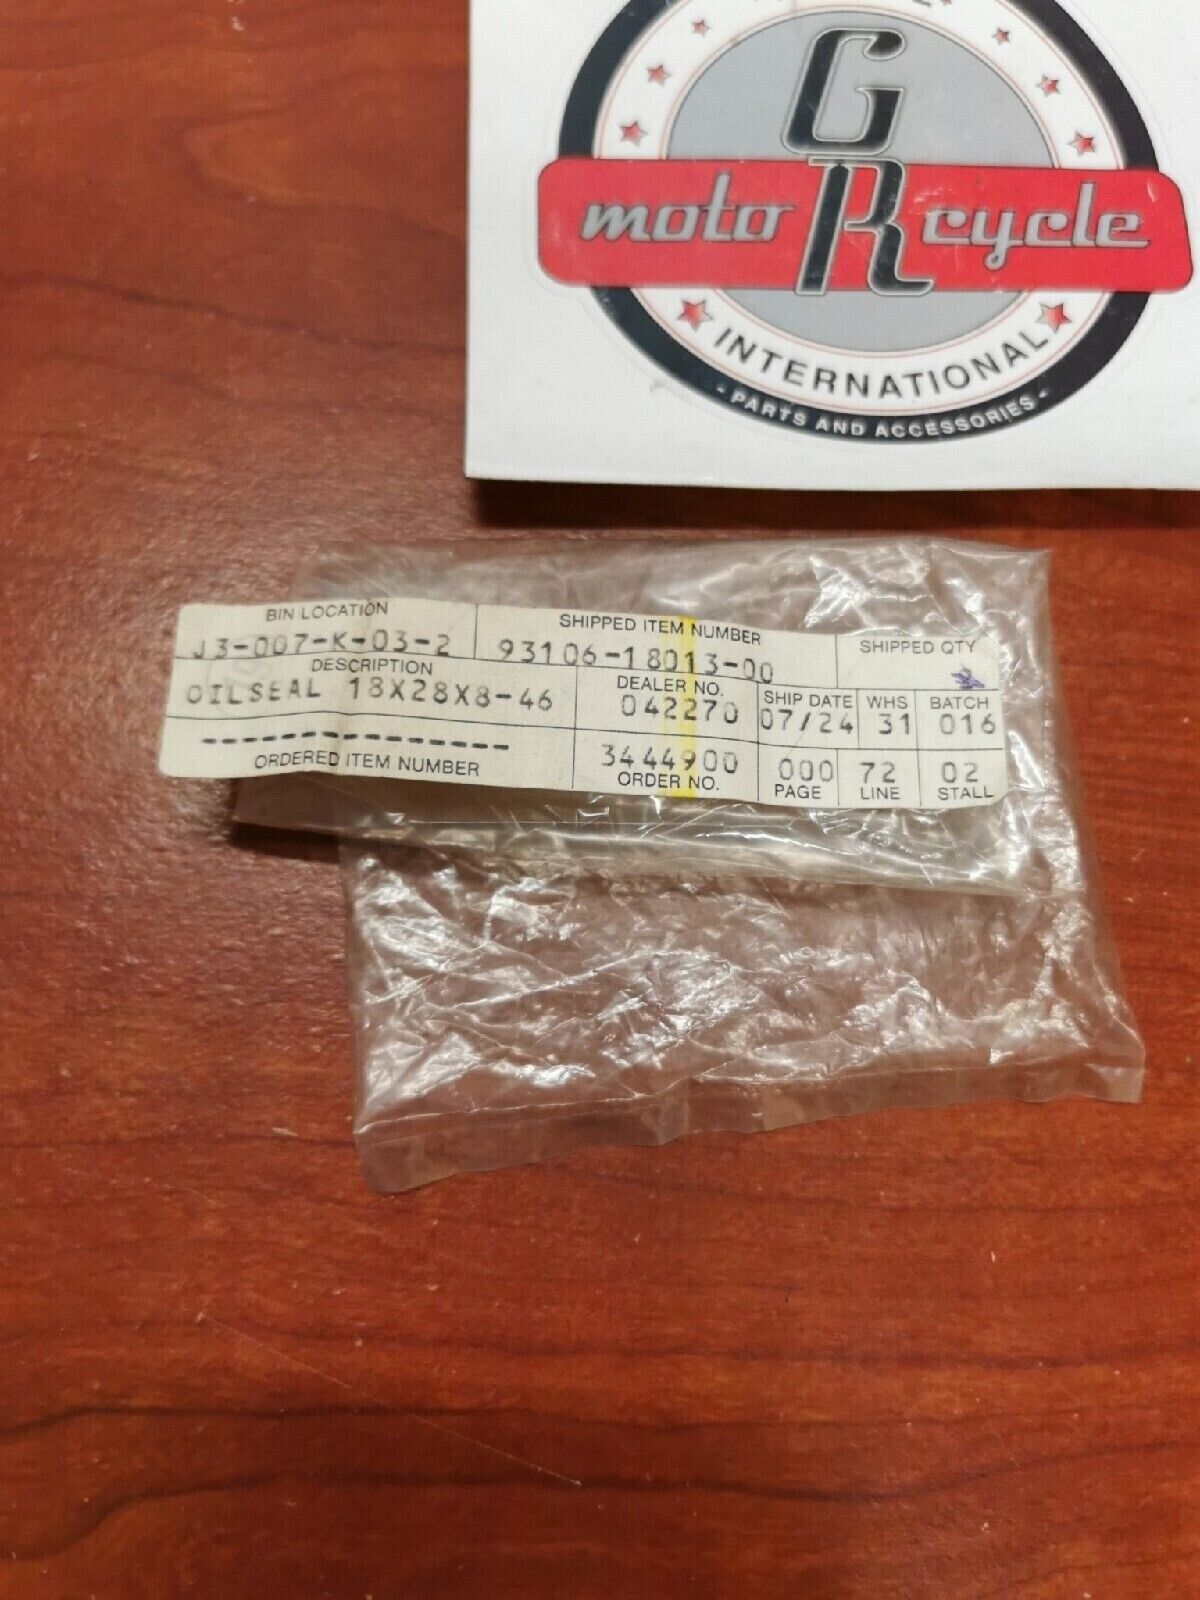 G
moto R cycle
INTERNATIONAL
- PARTS AND ACCESSORIES -
BIN LOCATION
SHIPPED ITEM NUMBER
SHIPPED QTY
J3-007-K-03-2
93106-18013-00
DESCRIPTION
DEALER NO.
SHIP DATE
WHS
BATCH
OILSEAL 18X28X8-46
042270
07/24
31
016
----------------
3444900
000
72
02
ORDERED ITEM NUMBER
ORDER NO.
PAGE
LINE
STALL